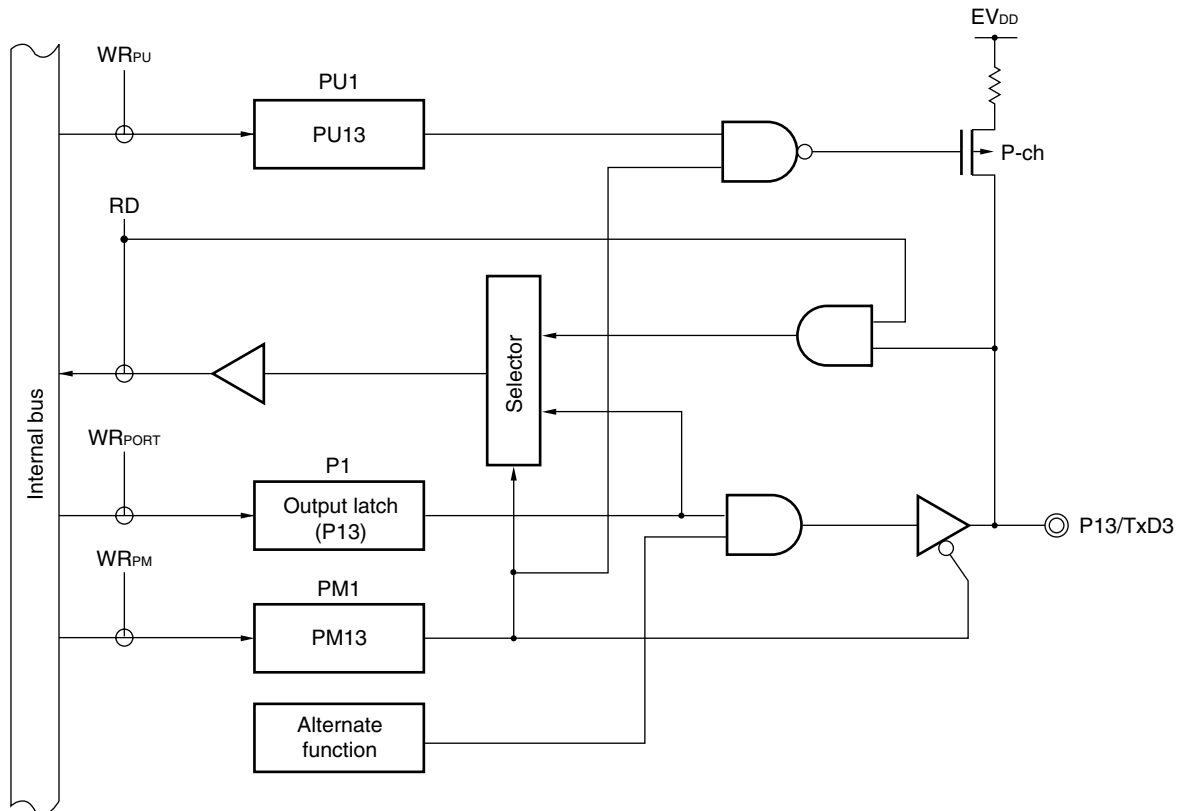 EVDD
WRPU
PU1
PU13
P-ch
RD
Selector
Internal bus
WRPORT
P1
Output latch
(P13)
P13/TxD3
WRPM
PM1
PM13
Alternate
function